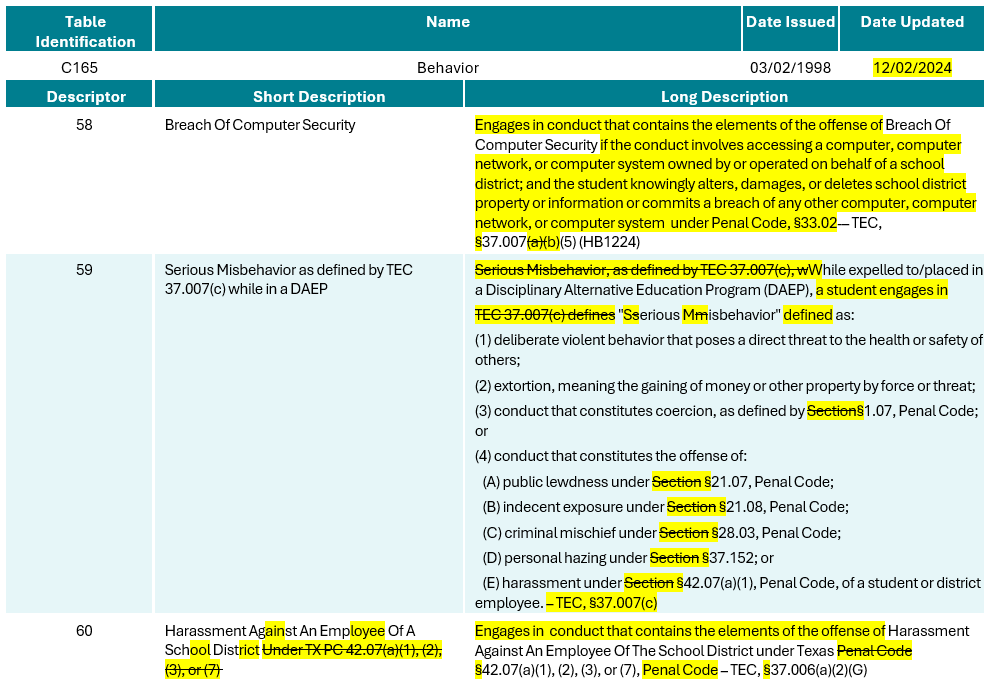 Table Identification Name Date Issued Date Updated
C165 Behavior 03/02/1998 12/02/2024
Descriptor Short Description Long Description
58 Breach Of Computer Security Engages in conduct that contains the elements of the offense of Breach Of
Computer Security if the conduct involves accessing a computer, computer
network, or computer system owned by or operated on behalf of a school
district; and the student knowingly alters, damages, or deletes school district
property or information or commits a breach of any other computer, computer
network, or computer system under Penal Code, §33.02-– TEC,
§37.007(a)(b)(5) (HB1224)
59 Serious Misbehavior as defined by TEC Serious Misbehavior, as defined by TEC 37.007(c), wWhile expelled to/placed in
37.007(c) while in a DAEP a Disciplinary Alternative Education Program (DAEP), a student engages in
TEC 37.007(c) defines "Sserious Mmisbehavior" defined as:
(1) deliberate violent behavior that poses a direct threat to the health or safety of
others;
(2) extortion, meaning the gaining of money or other property by force or threat;
(3) conduct that constitutes coercion, as defined by Section§1.07, Penal Code;
or
(4) conduct that constitutes the offense of:
(A) public lewdness under Section §21.07, Penal Code;
(B) indecent exposure under Section §21.08, Penal Code;
(C) criminal mischief under Section §28.03, Penal Code;
(D) personal hazing under Section §37.152; or
(E) harassment under Section §42.07(a)(1), Penal Code, of a student or district
employee. – TEC, §37.007(c)
60 Harassment Against An Employee Of A Engages in conduct that contains the elements of the offense of Harassment
School District Under TX PC 42.07(a)(1), (2), Against An Employee Of The School District under Texas Penal Code
(3), or (7) §42.07(a)(1), (2), (3), or (7), Penal Code – TEC, §37.006(a)(2)(G)